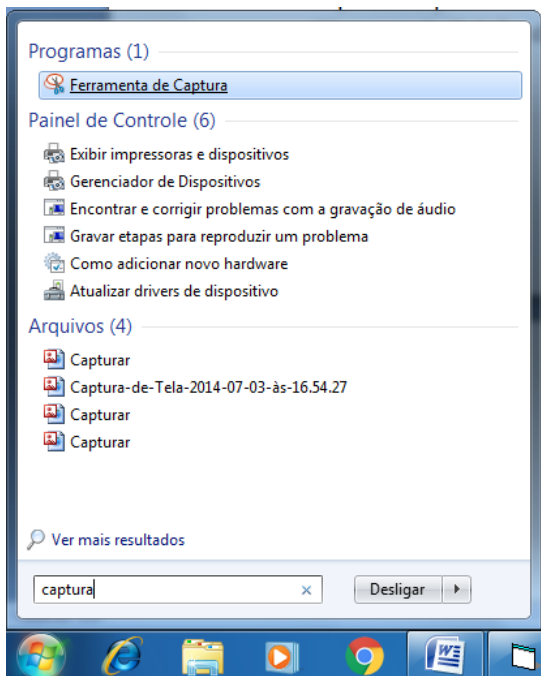 Programas (1)
Ferramenta de Captura
Painel de Controle (6)
Exibir impressoras e dispositivos
Gerenciador de Dispositivos
Encontrar e corrigir problemas com a gravação de áudio
Gravar etapas para reproduzir um problema
Como adicionar novo hardware
Atualizar drivers de dispositivo
Arquivos (4)
Capturar
Captura-de-Tela-2014-07-03-às-16.54.27
Capturar
Capturar
Ver mais resultados
captura
Desligar
W